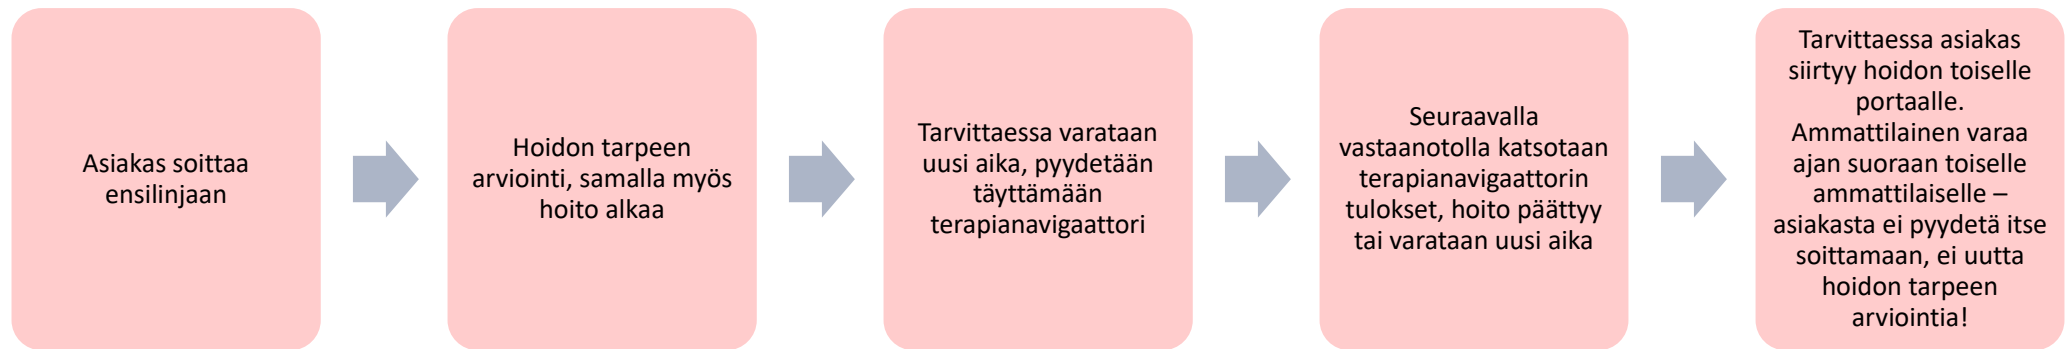 Asiakas soittaa
ensilinjaan
Hoidon tarpeen
arviointi, samalla myös
hoito alkaa
Tarvittaessa varataan
uusi aika, pyydetään
täyttämään
terapianavigaattori
Seuraavalla
vastaanotolla katsotaan
terapianavigaattorin
tulokset, hoito päättyy
tai varataan uusi aika
Tarvittaessa asiakas
siirtyy hoidon toiselle
portaalle.
Ammattilainen varaa
ajan suoraan toiselle
ammattilaiselle –
asiakasta ei pyydetä itse
soittamaan, ei uutta
hoidon tarpeen
arviointia!